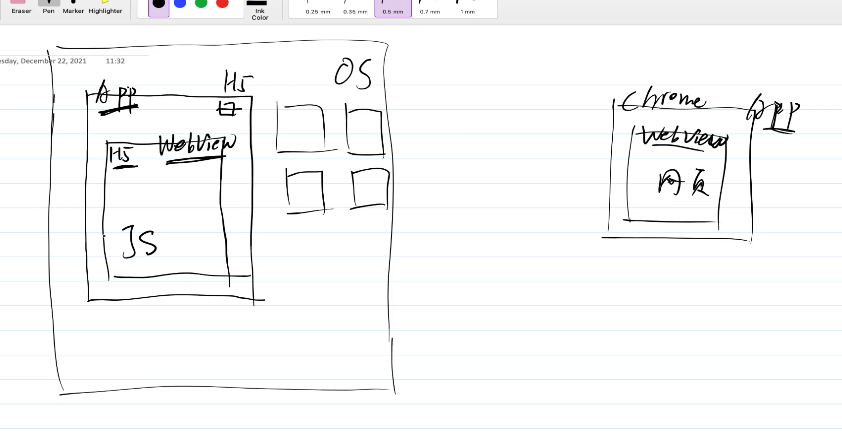 Eraser Pen Marker Highlighter Ink Color 0.25 mm 0.35 mm 0.5 mm 0.7 mm 1 mm
sday, December 22, 2021 11:32
OS
H5
App
H5 WebView
JS
Chrome App
WebView
网页